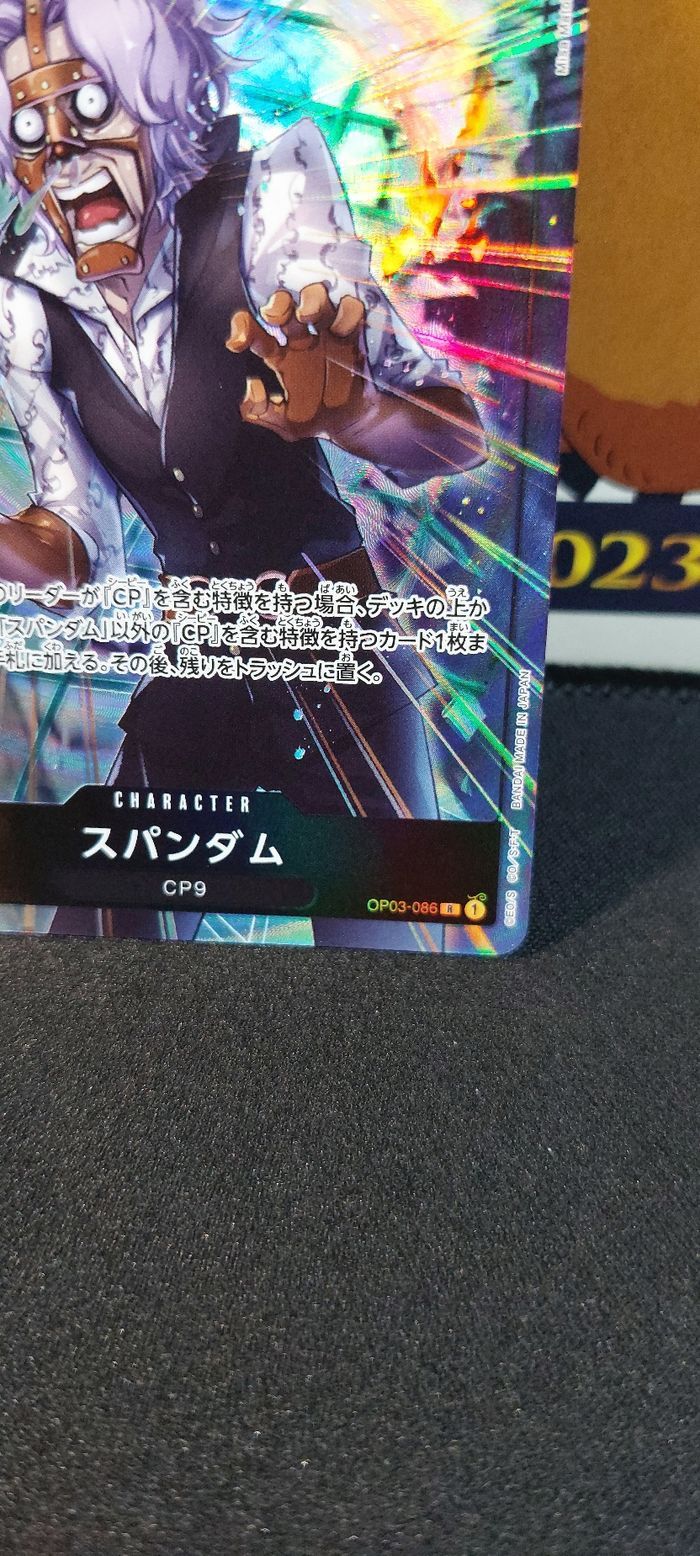 のリーダーが『CP』を含む特徴を持つ場合、デッキの上か
「スパンダム」以外の『CP』を含む特徴を持つカード1枚ま
手札に加える。その後、残りをトラッシュに置く。
CHARACTER
スパンダム
CP9
OP03-086 R 1
BANDAI MADE IN JAPAN
023